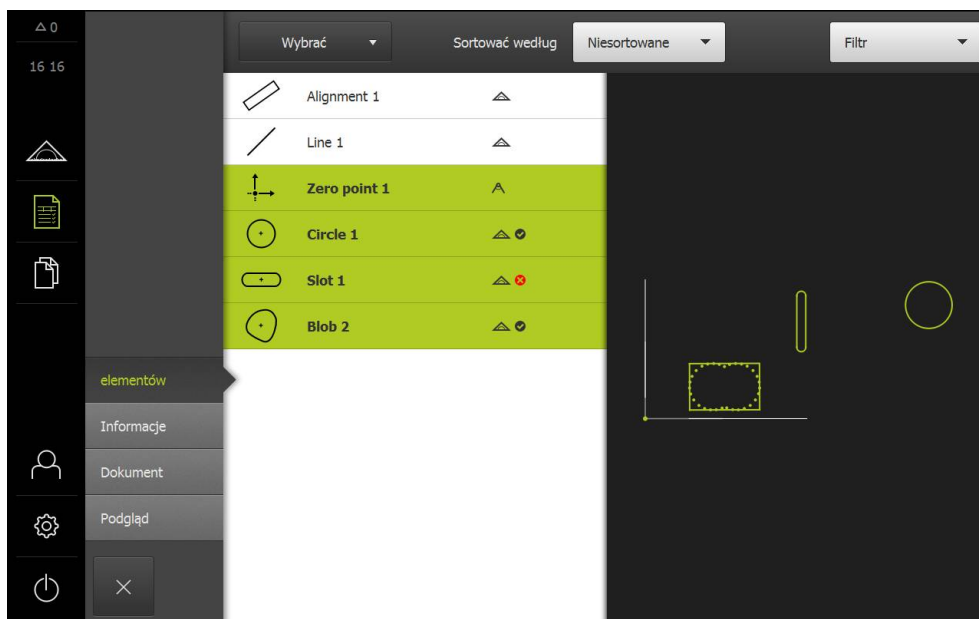 0
16 16
Wybrać
Sortować według
Niesortowane
Filtr
Alignment 1
Line 1
Zero point 1
Circle 1
Slot 1
Blob 2
elementów
Informacje
Dokument
Podgląd